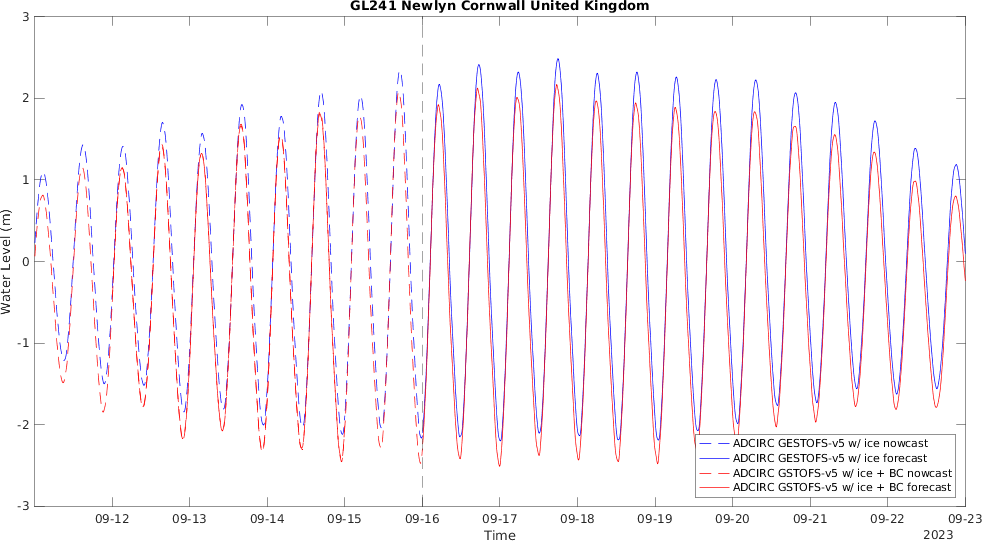 GL241 Newlyn Cornwall United Kingdom
3
2
1
0
-1
-2
-3
Water Level (m)
ADCIRC GESTOFS-v5 w/ ice nowcast
ADCIRC GESTOFS-v5 w/ ice forecast
ADCIRC GSTOFS-v5 w/ ice + BC nowcast
ADCIRC GSTOFS-v5 w/ ice + BC forecast
09-12 09-13 09-14 09-15 09-16 09-17 09-18 09-19 09-20 09-21 09-22 09-23
Time
2023